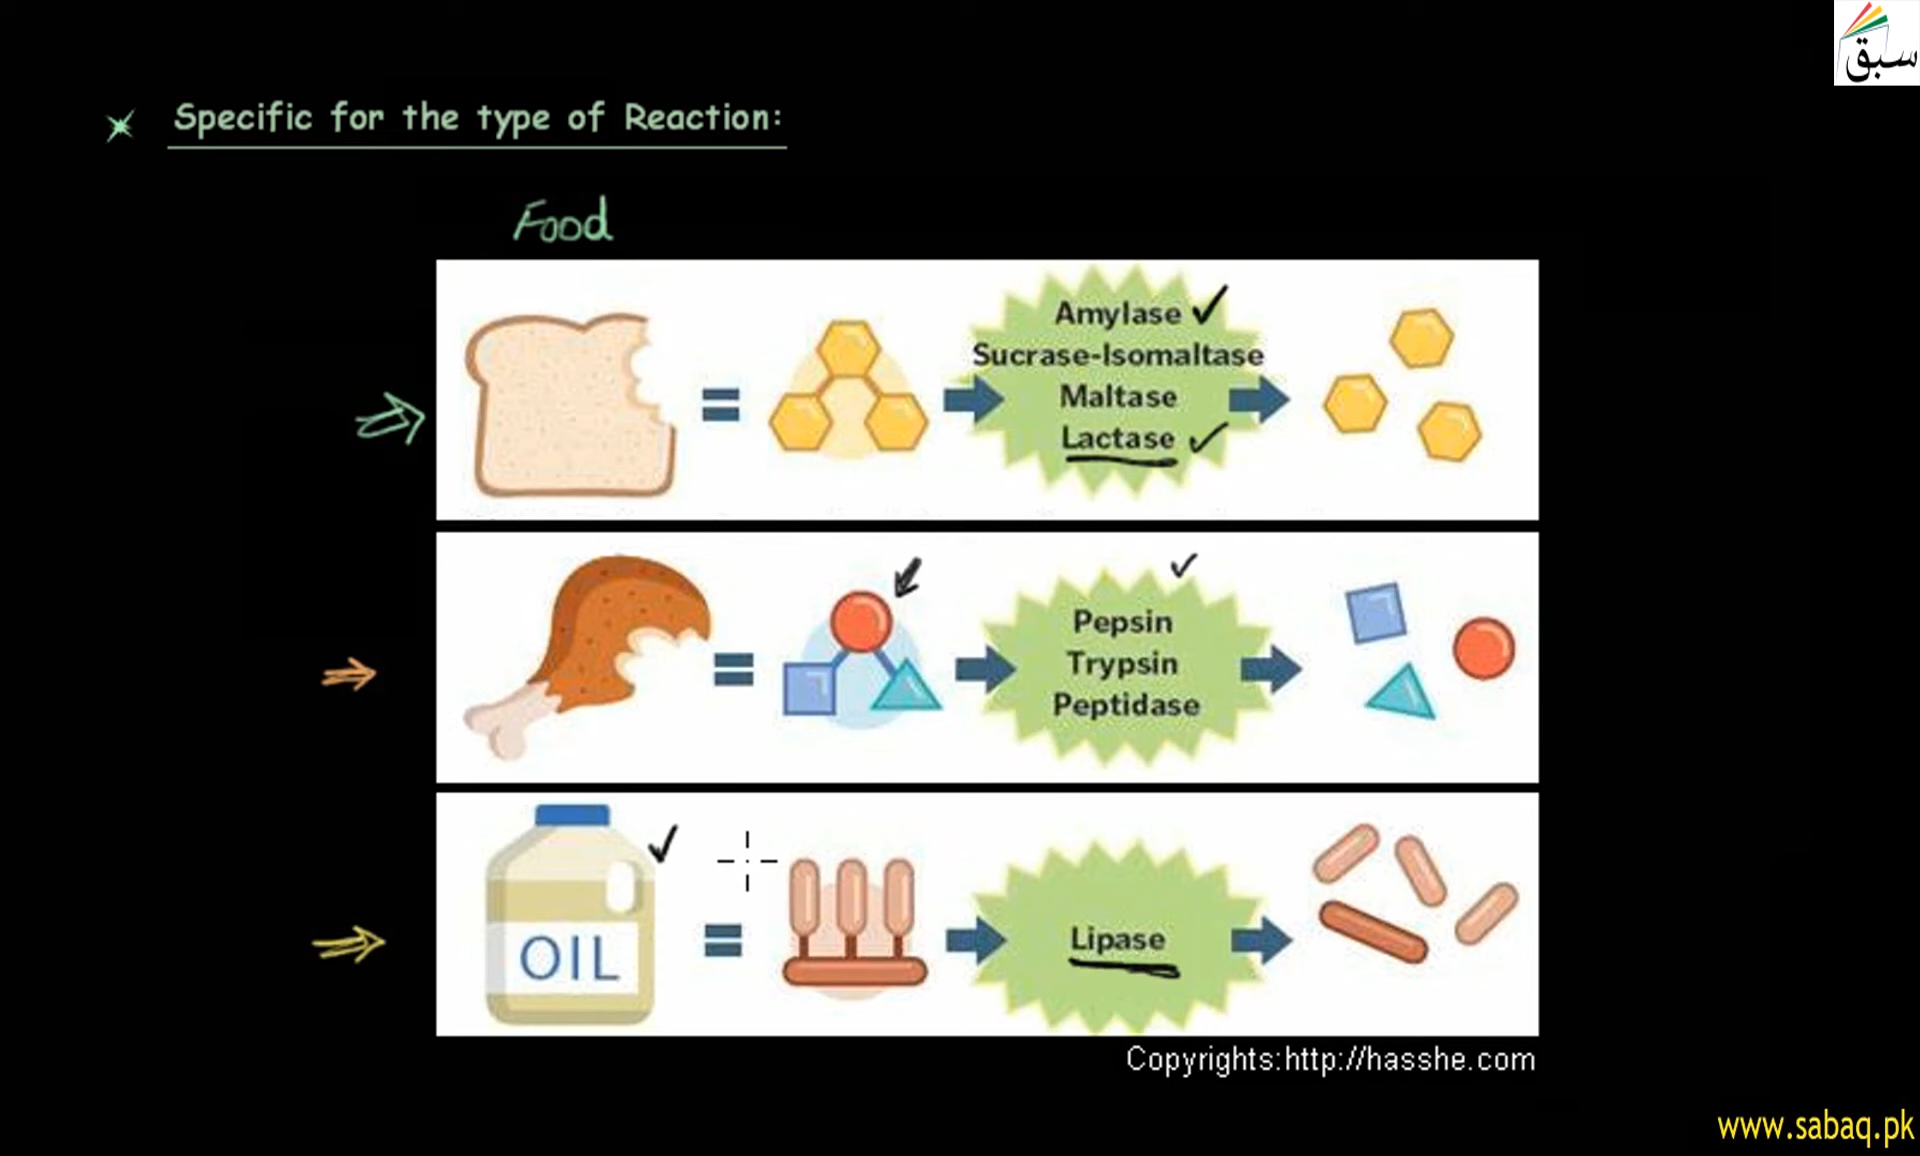 سبق
Specific for the type of Reaction:
Food
Amylase
Sucrase-Isomaltase
Maltase
Lactase
Pepsin
Trypsin
Peptidase
OIL
Lipase
Copyrights:http://hasshe.com
www.sabaq.pk